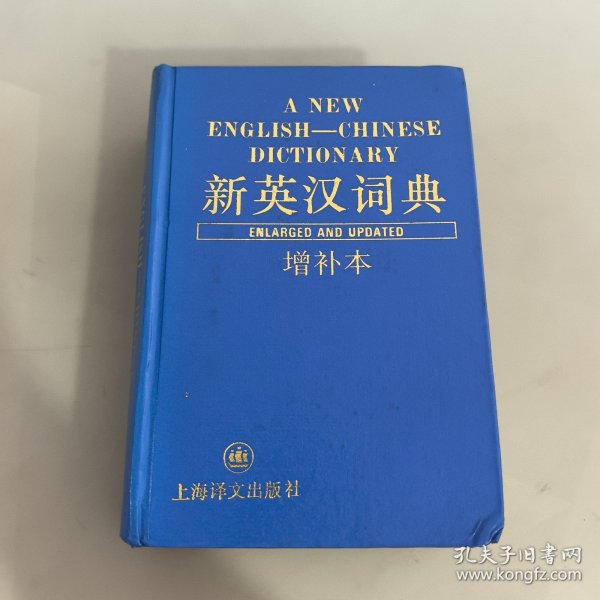 A NEW
ENGLISH—CHINESE
DICTIONARY
新英汉词典
ENLARGED AND UPDATED
增补本
上海译文出版社
孔夫子旧书网
www.kongfz.com